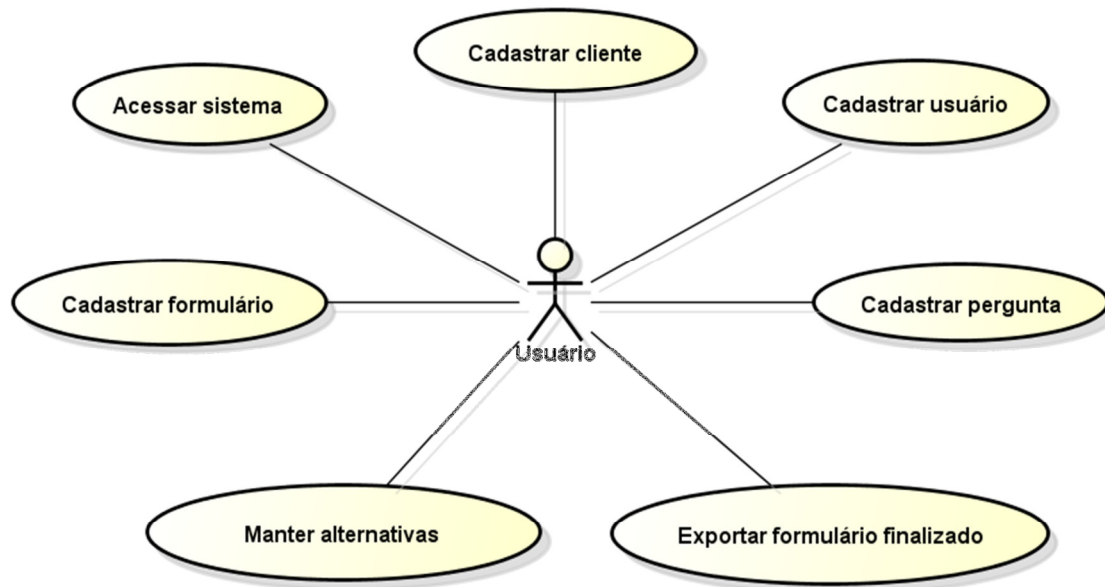 Cadastrar cliente
Acessar sistema
Cadastrar usuário
Cadastrar formulário
Cadastrar pergunta
Usuário
Manter alternativas
Exportar formulário finalizado